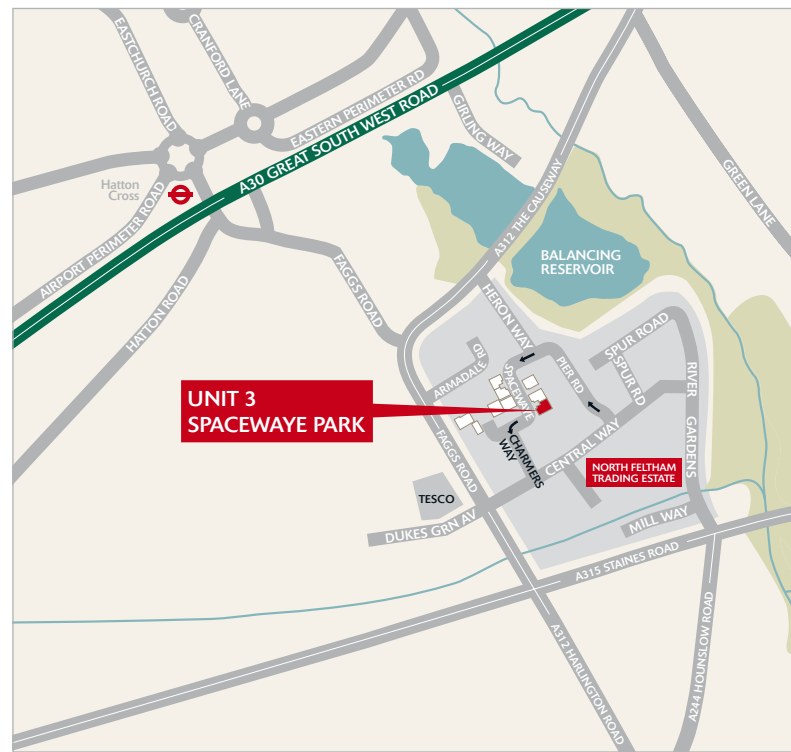 EASTCHURCH ROAD
CRANFORD LANE
EASTERN PERIMETER RD
A30 GREAT SOUTH WEST ROAD
GIRLING WAY
GREEN LANE
Hatton
Cross
AIRPORT PERIMETER ROAD
HATTON ROAD
FAGGS ROAD
A312 THE CAUSEWAY
BALANCING
RESERVOIR
HERON WAY
SPUR ROAD
SPUR RD
PIER RD
ARMADALE
RD
SPACEWAYE
RIVER
GARDENS
UNIT 3
SPACEWAYE PARK
FAGGS ROAD
CHARMERS
WAY
CENTRAL WAY
NORTH FELTHAM
TRADING ESTATE
TESCO
DUKES GRN AV
MILL WAY
A315 STAINES ROAD
A312 HARLINGTON ROAD
A244 HOUNSLOW ROAD